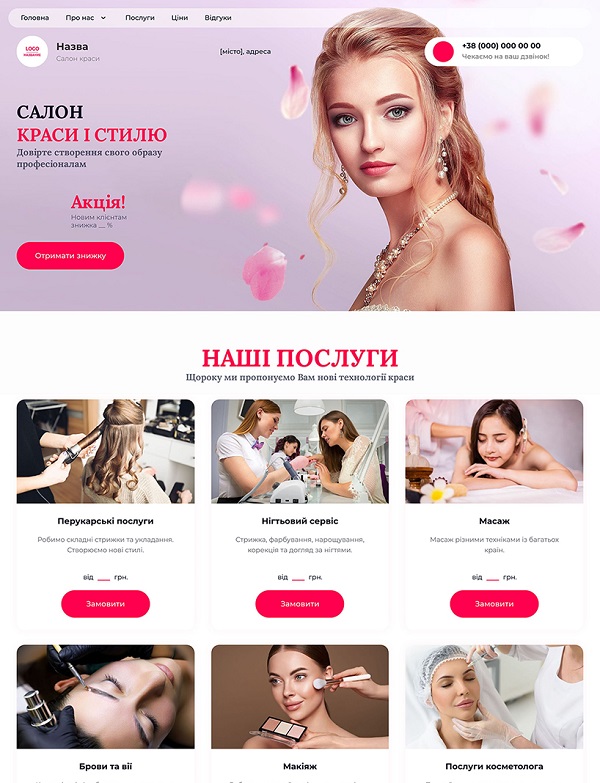 Головна Про нас Послуги Ціни Відгуки
LOGO
Назва
Салон краси
[місто], адреса
+38 (000) 000 00 00
Чекаємо на ваш дзвінок!
САЛОН
КРАСИ І СТИЛЮ
Довірте створення свого образу
професіоналам
Акція!
Новим клієнтам
знижка __ %
Отримати знижку
НАШІ ПОСЛУГИ
Щороку ми пропонуємо Вам нові технології краси
Перукарські послуги
Робимо складні стрижки та укладання.
Створюємо нові стилі.
від ___ грн.
Замовити
Нігтьовий сервіс
Стрижка, фарбування, нарощування,
корекція та догляд за нігтями.
від ___ грн.
Замовити
Масаж
Масаж різними техніками із багатьох
країн.
від ___ грн.
Замовити
Брови та вії
Макіяж
Послуги косметолога